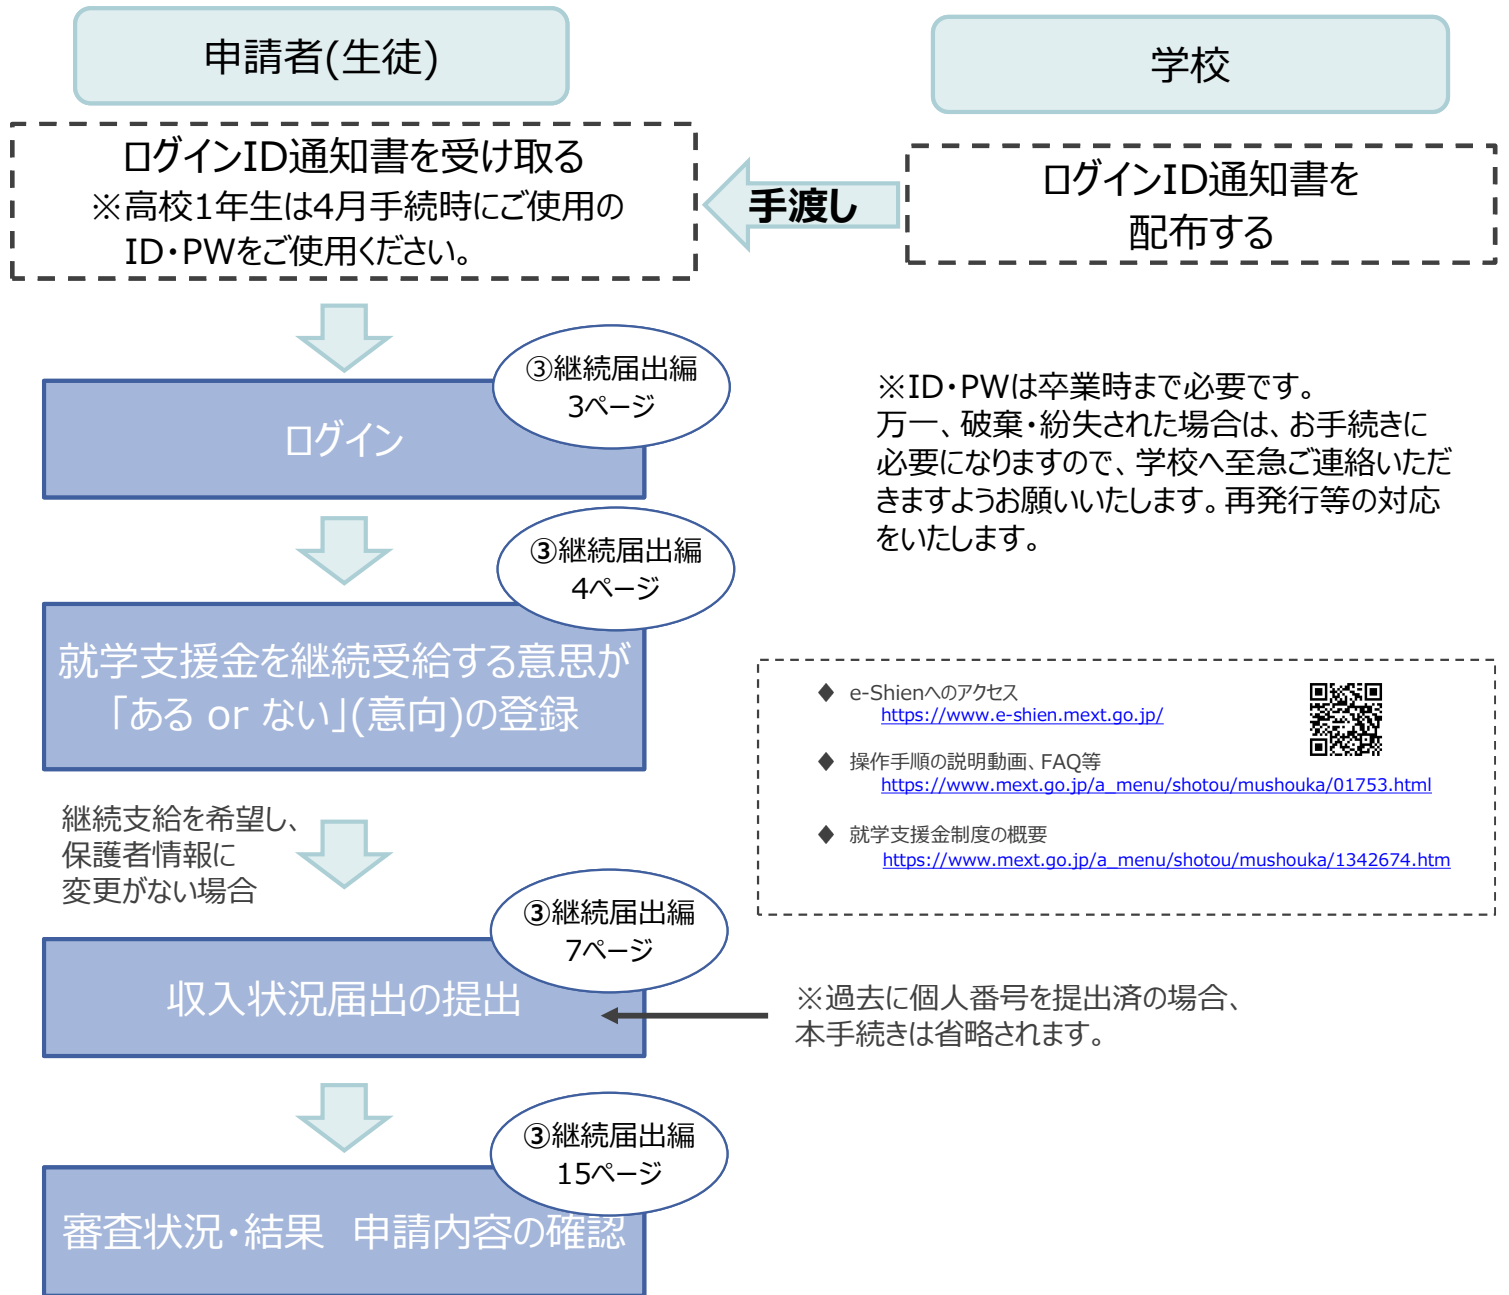 申請者(生徒)
学校
ログインID通知書を受け取る
※高校1年生は4月手続時にご使用の
ID・PWをご使用ください。
手渡し
ログインID通知書を
配布する
③継続届出編
3ページ
ログイン
※ID・PWは卒業時まで必要です。
万一、破棄・紛失された場合は、お手続きに
必要になりますので、学校へ至急ご連絡いただ
きますようお願いいたします。再発行等の対応
をいたします。
③継続届出編
4ページ
就学支援金を継続受給する意思が
「ある or ない」(意向)の登録
◆ e-Shienへのアクセス
https://www.e-shien.mext.go.jp/
◆ 操作手順の説明動画、FAQ等
https://www.mext.go.jp/a_menu/shotou/mushouka/01753.html
◆ 就学支援金制度の概要
https://www.mext.go.jp/a_menu/shotou/mushouka/1342674.htm
継続支給を希望し、
保護者情報に
変更がない場合
③継続届出編
7ページ
収入状況届出の提出
※過去に個人番号を提出済の場合、
本手続きは省略されます。
③継続届出編
15ページ
審査状況・結果　申請内容の確認